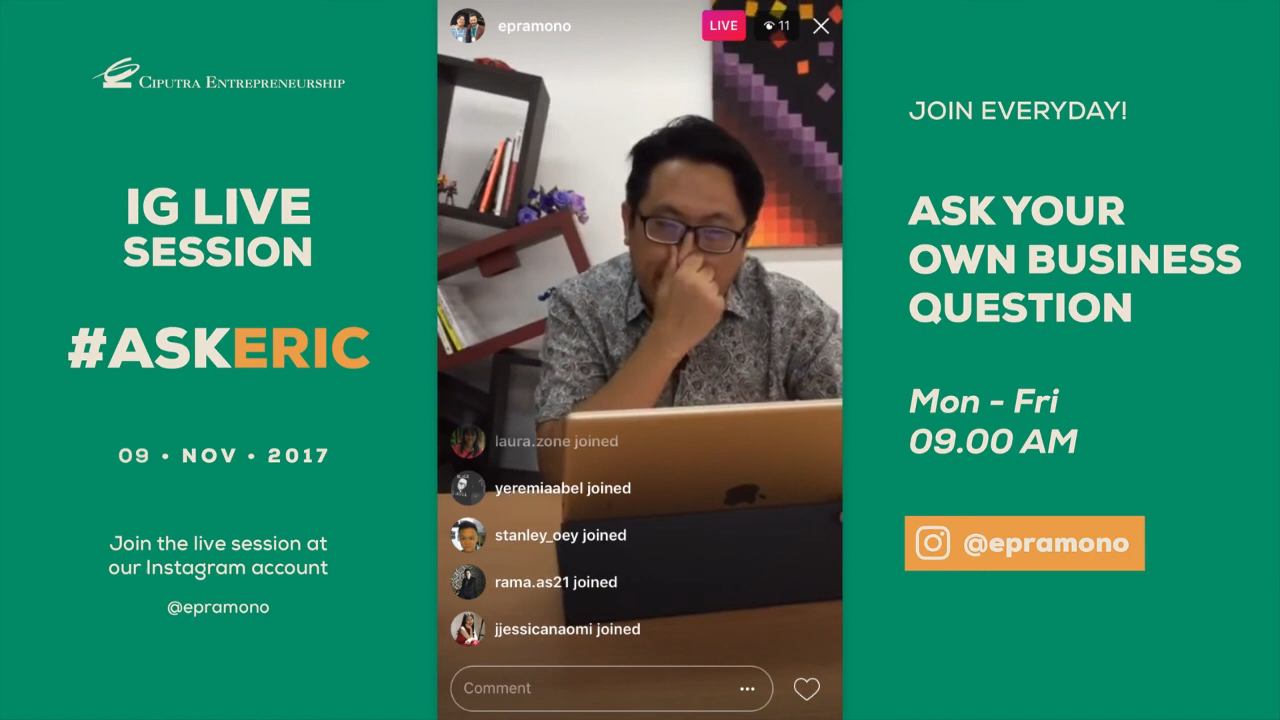 CIPUTRA ENTREPRENEURSHIP
IG LIVE
SESSION
#ASKERIC
09 • NOV • 2017
Join the live session at
our Instagram account
@epramono
epramono
LIVE
11
laura.zone joined
yeremiaabel joined
stanley_oey joined
rama.as21 joined
jjessicanaomi joined
Comment
JOIN EVERYDAY!
ASK YOUR
OWN BUSINESS
QUESTION
Mon - Fri
09.00 AM
@epramono